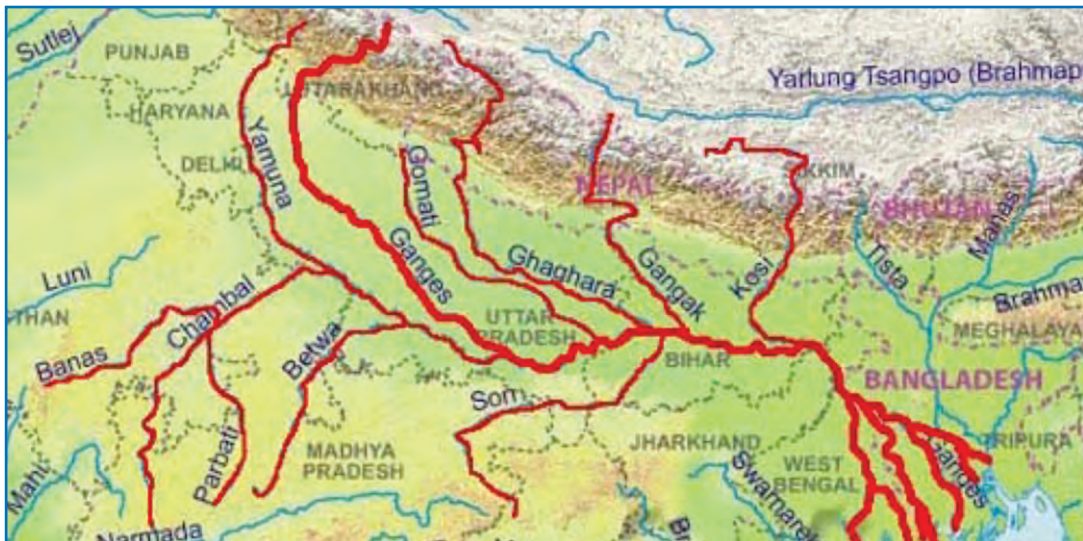 Sutlej
PUNJAB
Yarlung Tsangpo (Brahmap
UTTARAKHAND
HARYANA
Yamuna
DELHI
Gomati
NEPAL
KKIM
BHUTAN
Manas
Tista
Luni
Ganges
Ghaghara
Gangak
Kosi
Brahma
STHAN
Chambal
UTTAR
PRADESH
MEGHALAYA
Banas
Betwa
BIHAR
BANGLADESH
Son
Parbati
MADHYA
PRADESH
JHARKHAND
WEST
BENGAL
Ganges
TRIPURA
Mahi
Swarnarek
Narmada